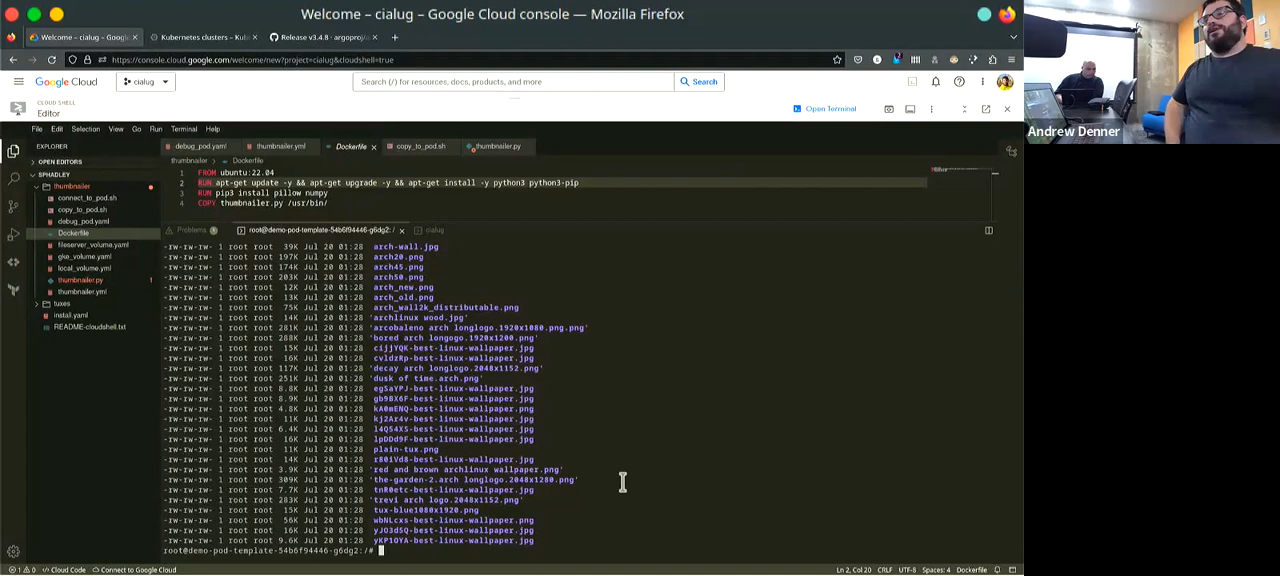 Welcome – cialug – Google Cloud console — Mozilla Firefox
Welcome – cialug – Google C
Kubernetes clusters – Kub
Release v3.4.8 · argoproj/a
https://console.cloud.google.com/welcome/new?project=cialug&cloudshell=true
Google Cloud
cialug
Search (/) for resources, docs, products, and more
Search
CLOUD SHELL
Editor
Open Terminal
File Edit Selection View Go Run Terminal Help
EXPLORER
OPEN EDITORS
SPHADLEY
thumbnailer
connect_to_pod.sh
copy_to_pod.sh
debug_pod.yaml
Dockerfile
fileserver_volume.yaml
gke_volume.yaml
local_volume.yml
thumbnailer.py 1
thumbnailer.yml
tuxes
install.yaml
README-cloudshell.txt
debug_pod.yaml
thumbnailer.yml
Dockerfile
copy_to_pod.sh
thumbnailer.py
thumbnailer > Dockerfile
1 FROM ubuntu:22.04
2 RUN apt-get update -y && apt-get upgrade -y && apt-get install -y python3 python3-pip
3 RUN pip3 install pillow numpy
4 COPY thumbnailer.py /usr/bin/
Problems 1
root@demo-pod-template-54b6f94446-g6dg2: /
cialug
-rw-rw-rw- 1 root root 39K Jul 20 01:28 arch-wall.jpg
-rw-rw-rw- 1 root root 197K Jul 20 01:28 arch20.png
-rw-rw-rw- 1 root root 174K Jul 20 01:28 arch45.png
-rw-rw-rw- 1 root root 203K Jul 20 01:28 arch50.png
-rw-rw-rw- 1 root root 12K Jul 20 01:28 arch_new.png
-rw-rw-rw- 1 root root 13K Jul 20 01:28 arch_old.png
-rw-rw-rw- 1 root root 75K Jul 20 01:28 arch_wall2k_distributable.png
-rw-rw-rw- 1 root root 14K Jul 20 01:28 'archlinux wood.jpg'
-rw-rw-rw- 1 root root 281K Jul 20 01:28 'arcobaleno arch longlogo.1920x1080.png.png'
-rw-rw-rw- 1 root root 288K Jul 20 01:28 'bored arch longogo.1920x1200.png'
-rw-rw-rw- 1 root root 15K Jul 20 01:28 cijjYQK-best-linux-wallpaper.jpg
-rw-rw-rw- 1 root root 16K Jul 20 01:28 cvldzRp-best-linux-wallpaper.jpg
-rw-rw-rw- 1 root root 117K Jul 20 01:28 'decay arch longlogo.2048x1152.png'
-rw-rw-rw- 1 root root 251K Jul 20 01:28 'dusk of time.arch.png'
-rw-rw-rw- 1 root root 8.8K Jul 20 01:28 egSaYPJ-best-linux-wallpaper.jpg
-rw-rw-rw- 1 root root 8.9K Jul 20 01:28 gb9BX6F-best-linux-wallpaper.jpg
-rw-rw-rw- 1 root root 4.8K Jul 20 01:28 kA0mENQ-best-linux-wallpaper.png
-rw-rw-rw- 1 root root 11K Jul 20 01:28 kj2Ar4v-best-linux-wallpaper.jpg
-rw-rw-rw- 1 root root 6.4K Jul 20 01:28 l4Q54XS-best-linux-wallpaper.jpg
-rw-rw-rw- 1 root root 16K Jul 20 01:28 lpDDd9F-best-linux-wallpaper.jpg
-rw-rw-rw- 1 root root 11K Jul 20 01:28 plain-tux.png
-rw-rw-rw- 1 root root 14K Jul 20 01:28 r80iVd8-best-linux-wallpaper.jpg
-rw-rw-rw- 1 root root 3.9K Jul 20 01:28 'red and brown archlinux wallpaper.png'
-rw-rw-rw- 1 root root 309K Jul 20 01:28 'the-garden-2.arch longlogo.2048x1280.png'
-rw-rw-rw- 1 root root 7.7K Jul 20 01:28 tnR0etc-best-linux-wallpaper.jpg
-rw-rw-rw- 1 root root 283K Jul 20 01:28 'trevi arch logo.2048x1152.png'
-rw-rw-rw- 1 root root 15K Jul 20 01:28 tux-blue1080x1920.png
-rw-rw-rw- 1 root root 56K Jul 20 01:28 wbNLcxs-best-linux-wallpaper.png
-rw-rw-rw- 1 root root 16K Jul 20 01:28 yJO3d5Q-best-linux-wallpaper.jpg
-rw-rw-rw- 1 root root 9.6K Jul 20 01:28 yKP1OYA-best-linux-wallpaper.jpg
root@demo-pod-template-54b6f94446-g6dg2:/#
1 0 Cloud Code Connect to Google Cloud
Ln 2, Col 20 CRLF UTF-8 Spaces: 4 Dockerfile
Andrew Denner